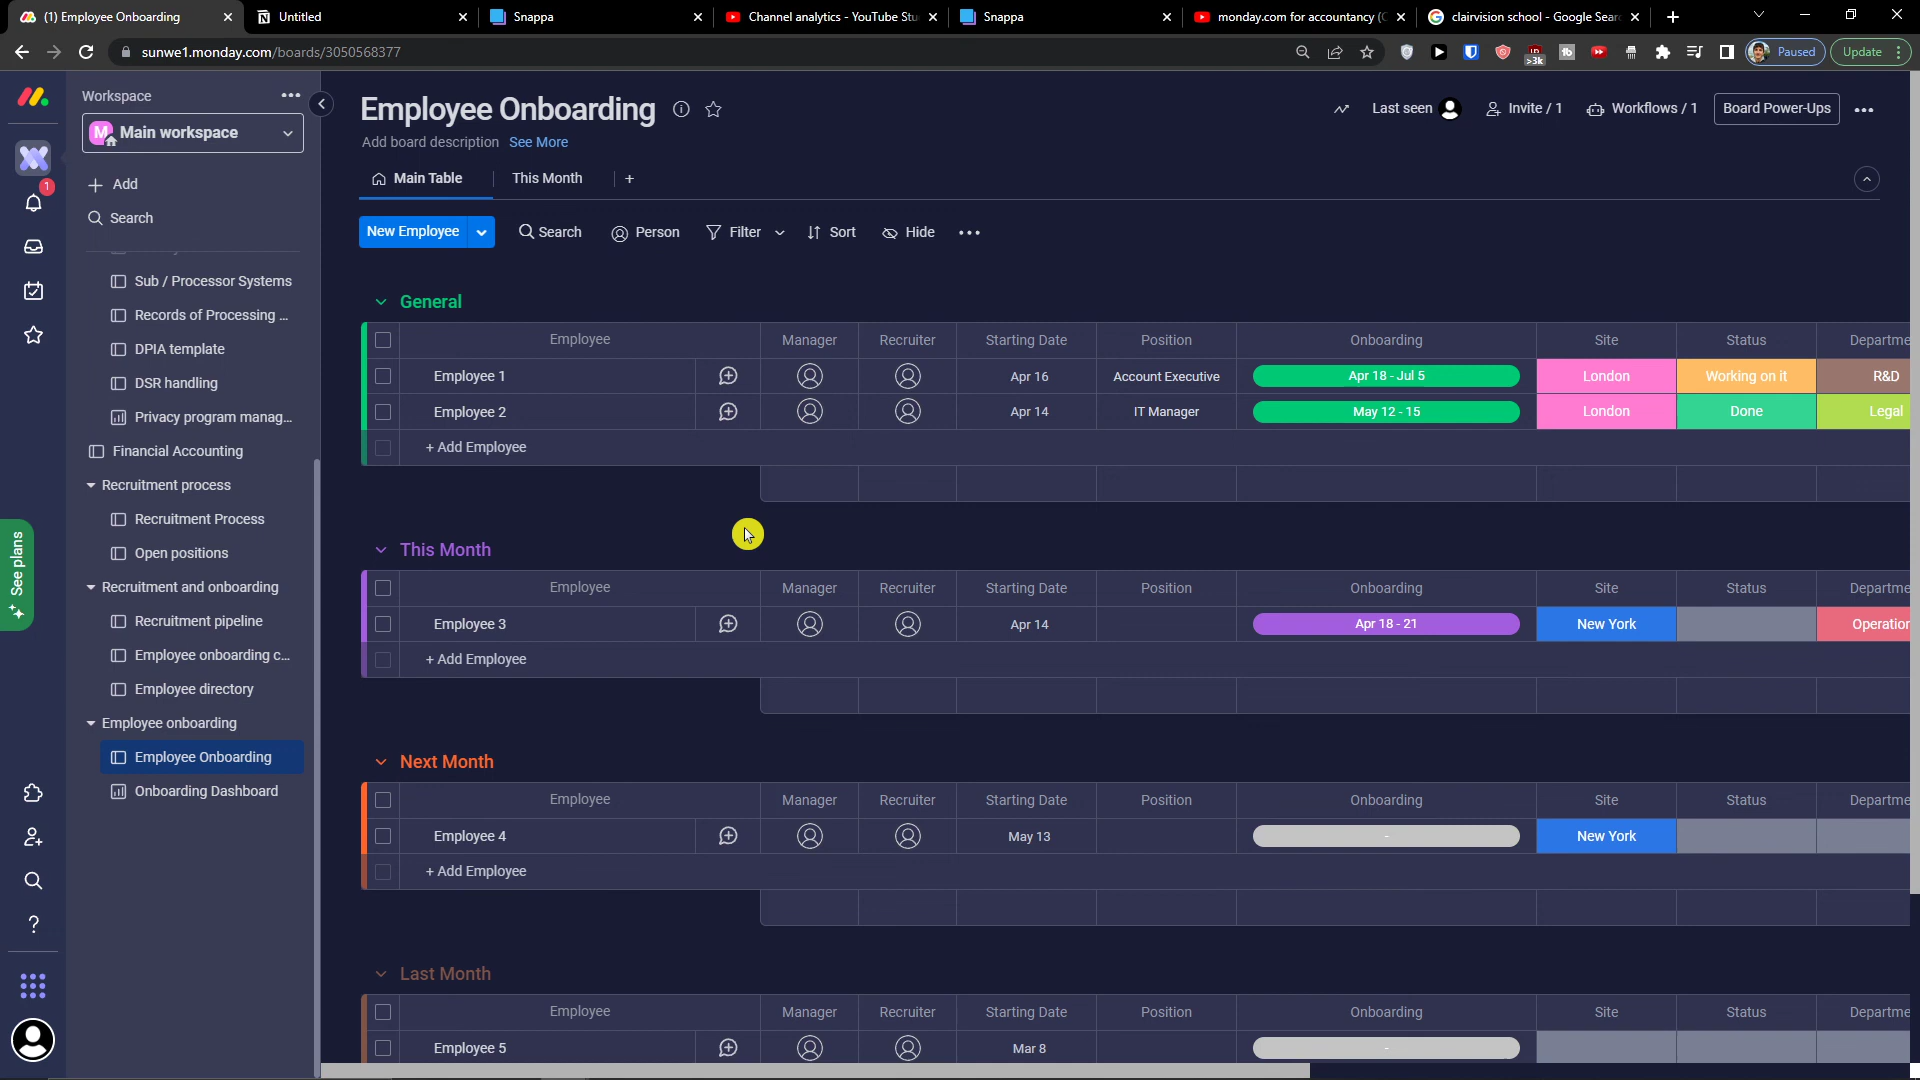 (1) Employee Onboarding
Untitled
Snappa
Channel analytics - YouTube Stu
Snappa
monday.com for accountancy (C
clairvision school - Google Sear
sunwe1.monday.com/boards/3050568377
>3k
Paused
Update
Workspace
M Main workspace
1
Add
Search
Sub / Processor Systems
Records of Processing ...
DPIA template
DSR handling
Privacy program manag...
Financial Accounting
Recruitment process
Recruitment Process
Open positions
Recruitment and onboarding
Recruitment pipeline
Employee onboarding c...
Employee directory
Employee onboarding
Employee Onboarding
Onboarding Dashboard
See plans
?
Employee Onboarding
Last seen
Invite / 1
Workflows / 1
Board Power-Ups
Add board description See More
Main Table
This Month
+
New Employee
Search
Person
Filter
Sort
Hide
General
Employee Manager Recruiter Starting Date Position Onboarding Site Status Departme
Employee 1 Apr 16 Account Executive Apr 18 - Jul 5 London Working on it R&D
Employee 2 Apr 14 IT Manager May 12 - 15 London Done Legal
+ Add Employee
This Month
Employee Manager Recruiter Starting Date Position Onboarding Site Status Departme
Employee 3 Apr 14 Apr 18 - 21 New York Operation
+ Add Employee
Next Month
Employee Manager Recruiter Starting Date Position Onboarding Site Status Departme
Employee 4 May 13 - New York
+ Add Employee
Last Month
Employee Manager Recruiter Starting Date Position Onboarding Site Status Departme
Employee 5 Mar 8 -